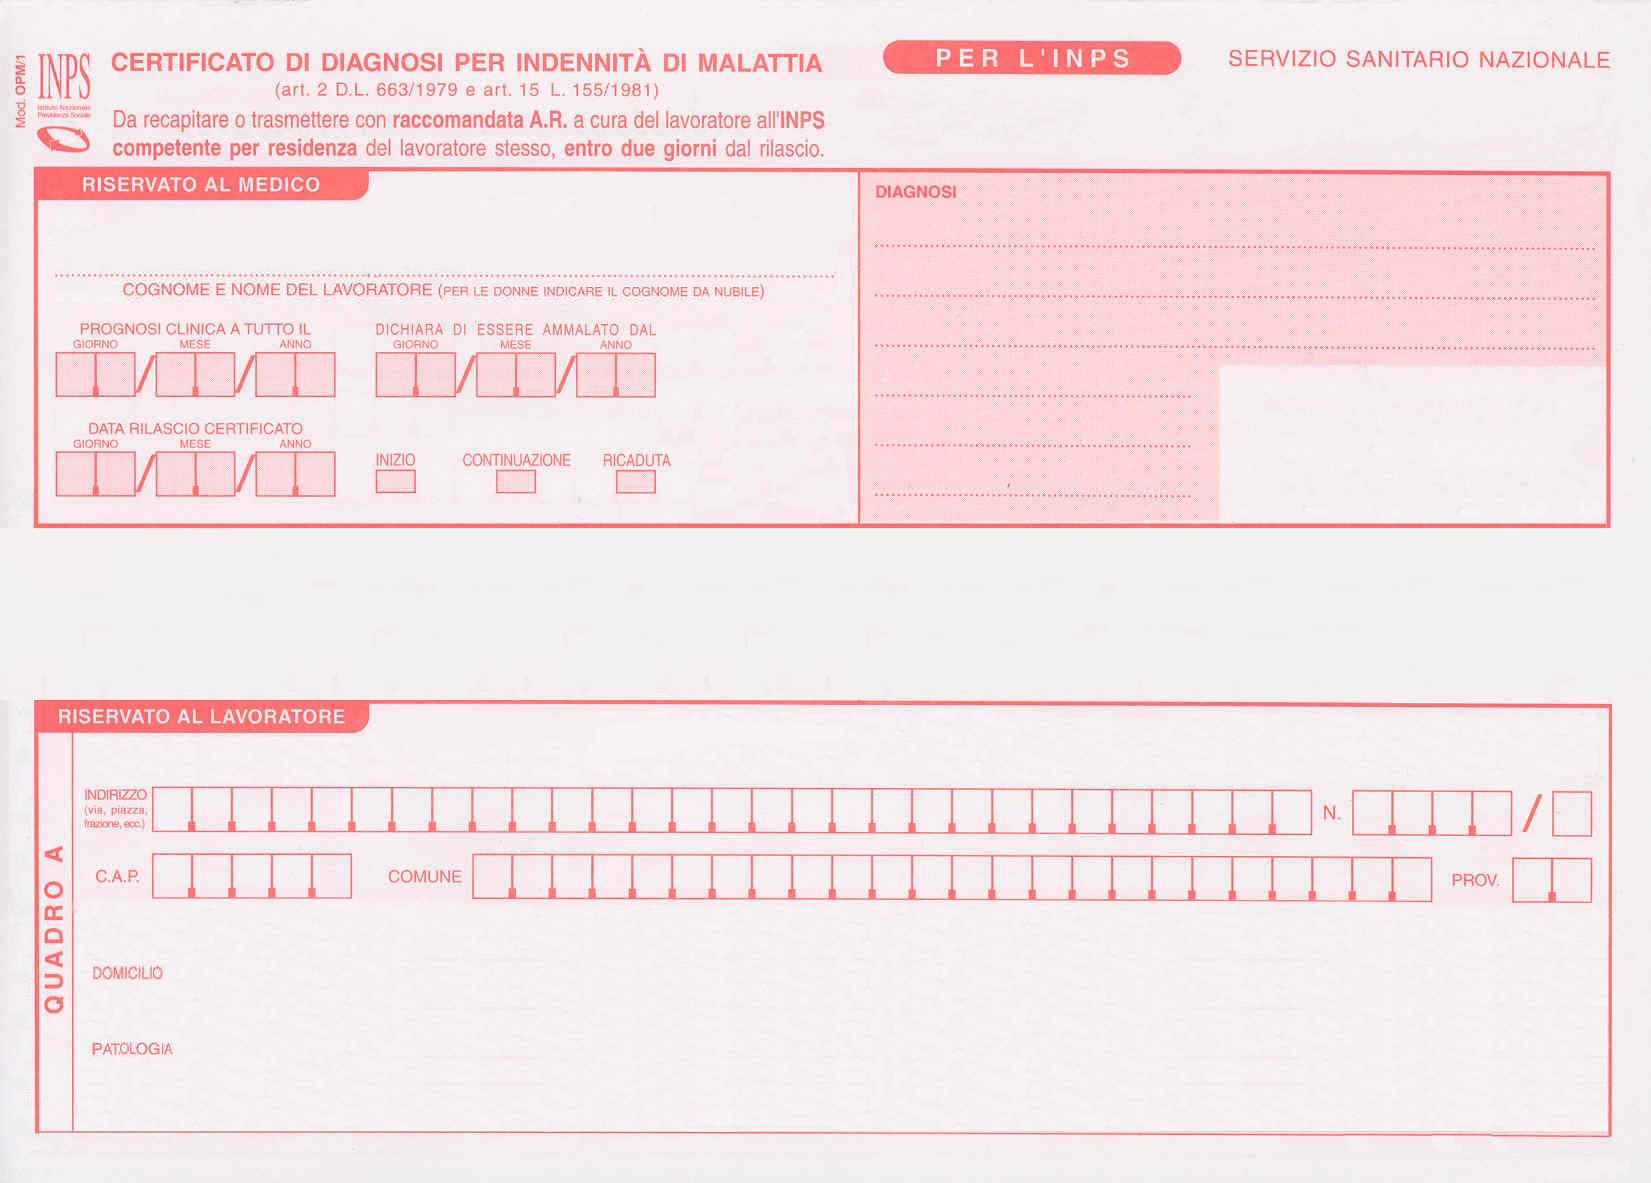 Mod. OPM/1
INPS
Istituto Nazionale
Previdenza Sociale
CERTIFICATO DI DIAGNOSI PER INDENNITÀ DI MALATTIA
(art. 2 D.L. 663/1979 e art. 15 L. 155/1981)
Da recapitare o trasmettere con raccomandata A.R. a cura del lavoratore all'INPS
competente per residenza del lavoratore stesso, entro due giorni dal rilascio.
PER L'INPS
SERVIZIO SANITARIO NAZIONALE
RISERVATO AL MEDICO
COGNOME E NOME DEL LAVORATORE (PER LE DONNE INDICARE IL COGNOME DA NUBILE)
PROGNOSI CLINICA A TUTTO IL
GIORNO MESE ANNO
/ /
DICHIARA DI ESSERE AMMALATO DAL
GIORNO MESE ANNO
/ /
DATA RILASCIO CERTIFICATO
GIORNO MESE ANNO
/ /
INIZIO CONTINUAZIONE RICADUTA
DIAGNOSI
RISERVATO AL LAVORATORE
QUADRO A
INDIRIZZO
(via, piazza,
frazione, ecc.)
N. /
C.A.P. COMUNE PROV.
DOMICILIO
PATOLOGIA